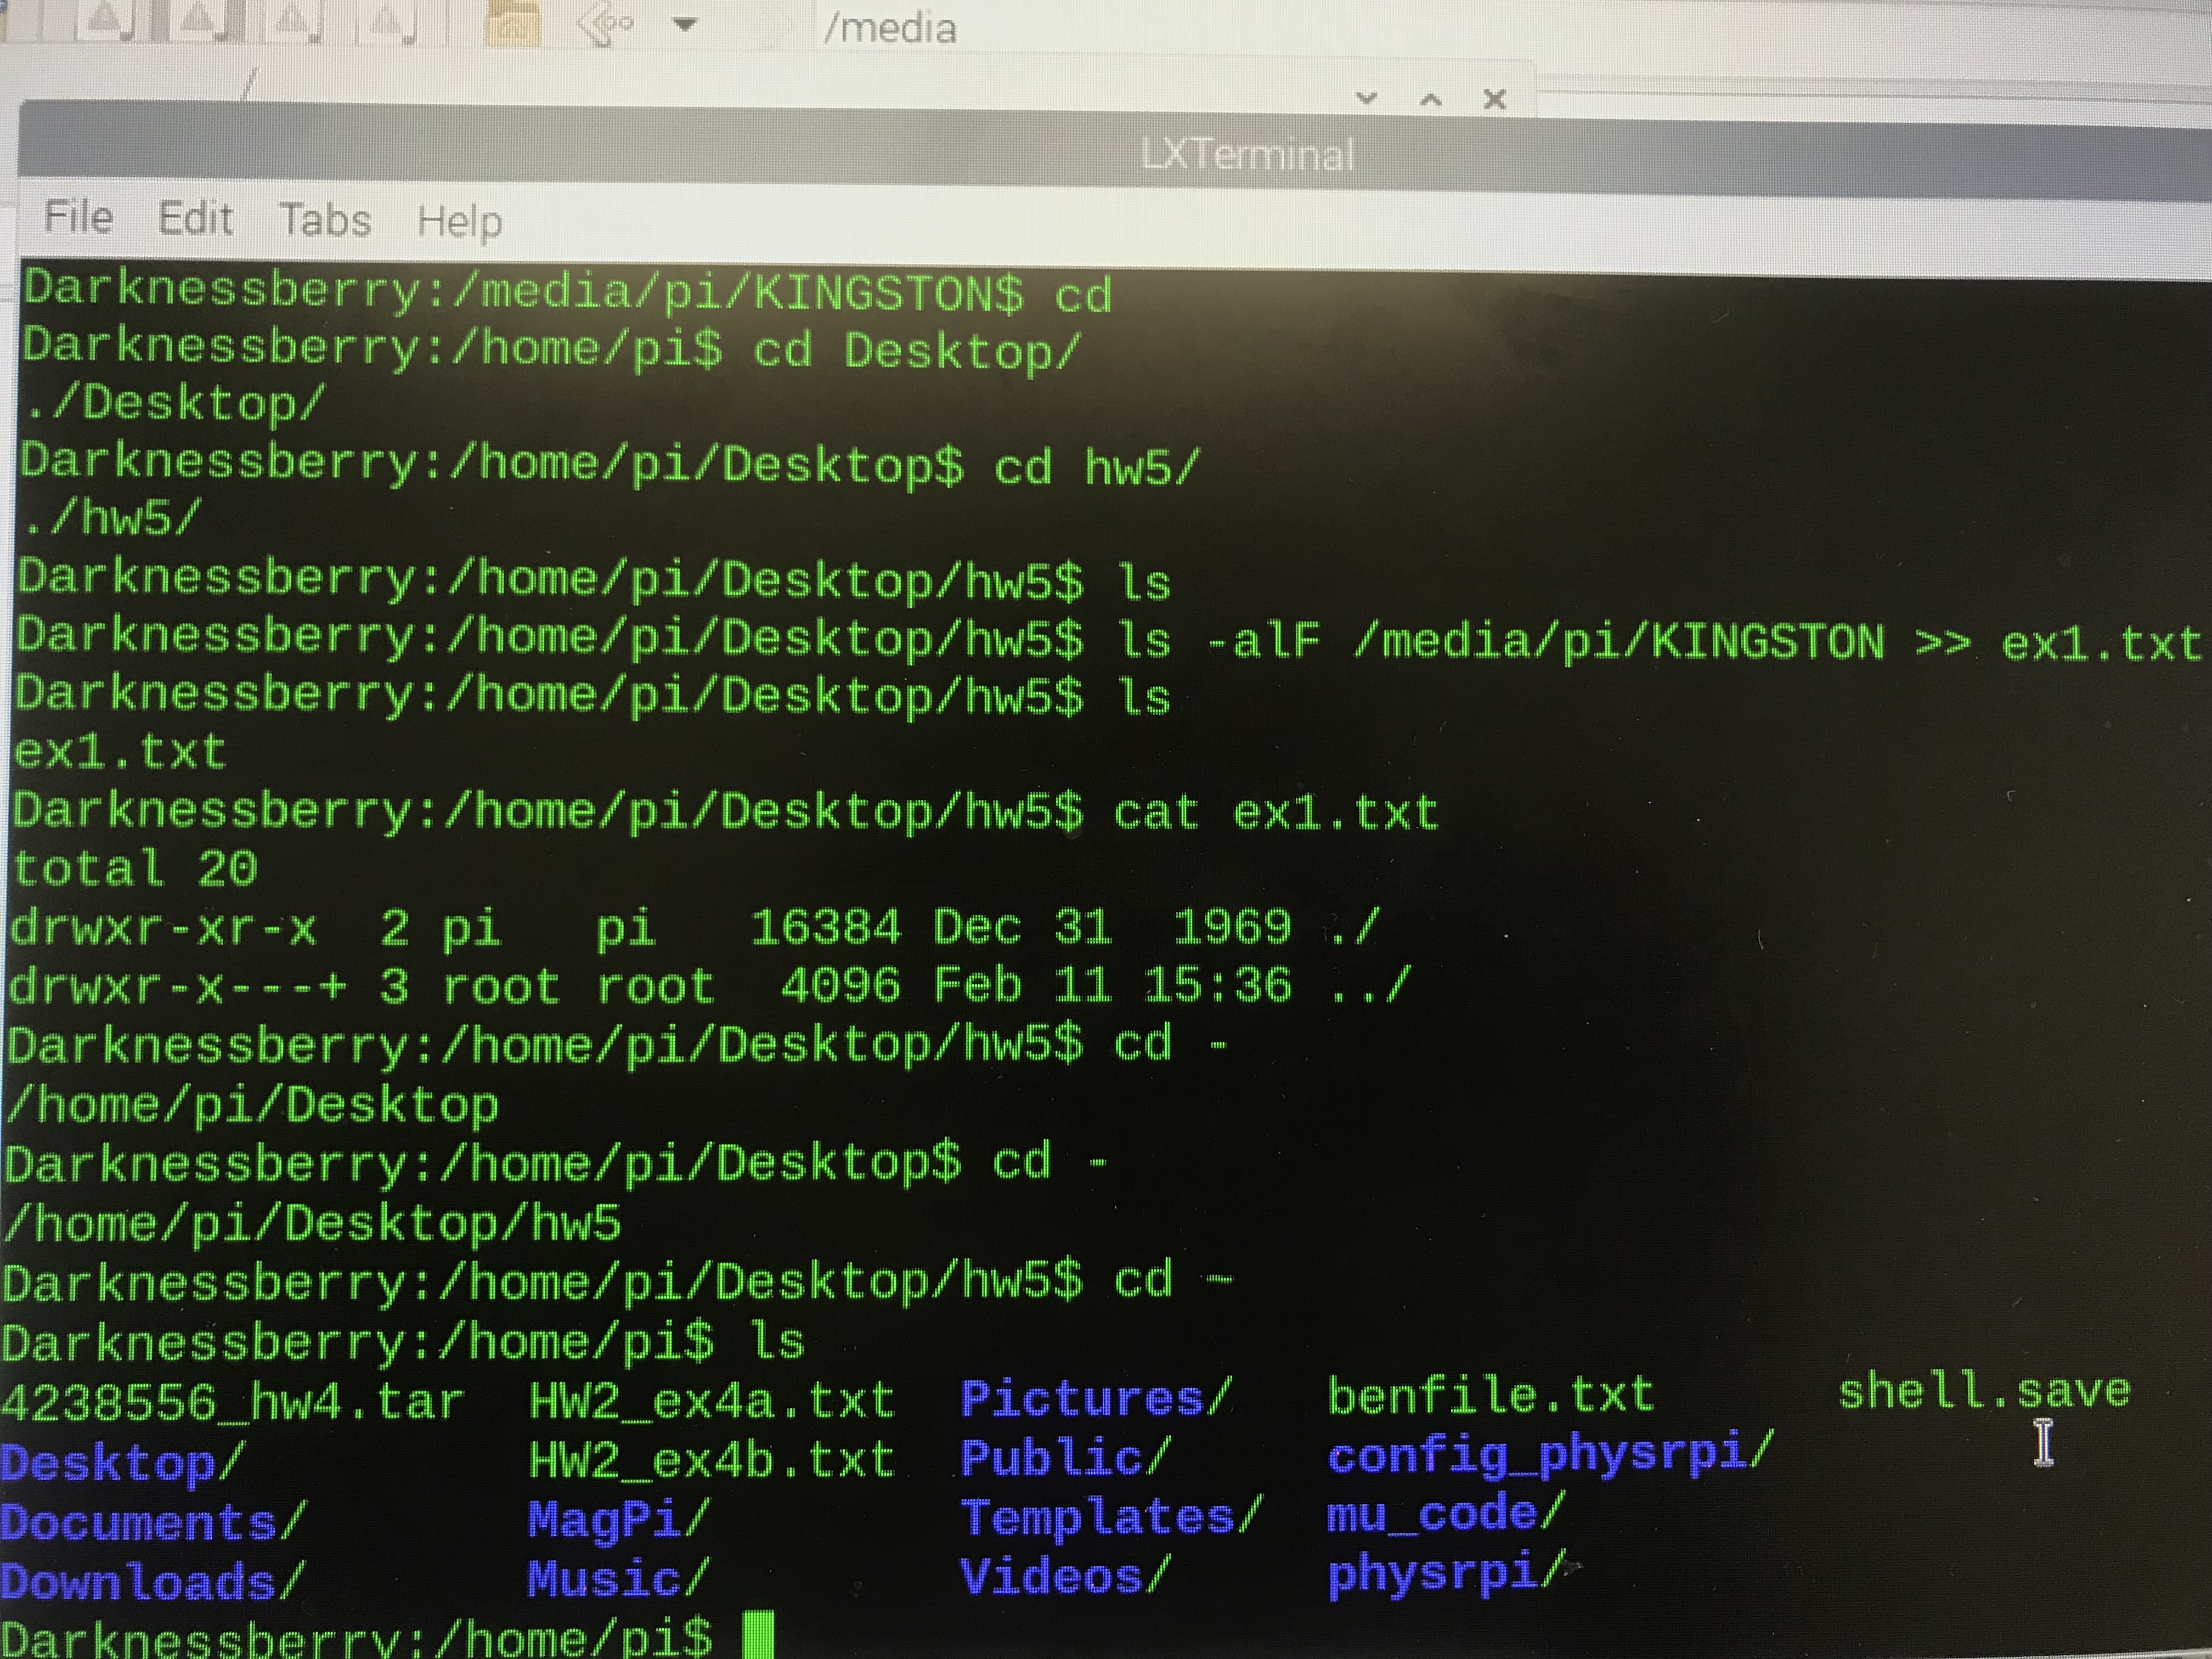 /media
/
LXTerminal
File Edit Tabs Help
Darknessberry:/media/pi/KINGSTON$ cd
Darknessberry:/home/pi$ cd Desktop/
./Desktop/
Darknessberry:/home/pi/Desktop$ cd hw5/
./hw5/
Darknessberry:/home/pi/Desktop/hw5$ ls
Darknessberry:/home/pi/Desktop/hw5$ ls -alF /media/pi/KINGSTON >> ex1.txt
Darknessberry:/home/pi/Desktop/hw5$ ls
ex1.txt
Darknessberry:/home/pi/Desktop/hw5$ cat ex1.txt
total 20
drwxr-xr-x  2 pi   pi   16384 Dec 31  1969 ./
drwxr-x---+ 3 root root  4096 Feb 11 15:36 ../
Darknessberry:/home/pi/Desktop/hw5$ cd -
/home/pi/Desktop
Darknessberry:/home/pi/Desktop$ cd -
/home/pi/Desktop/hw5
Darknessberry:/home/pi/Desktop/hw5$ cd ~
Darknessberry:/home/pi$ ls
4238556_hw4.tar  HW2_ex4a.txt  Pictures/   benfile.txt      shell.save
Desktop/         HW2_ex4b.txt  Public/     config_physrpi/
Documents/       MagPi/        Templates/  mu_code/
Downloads/       Music/        Videos/     physrpi/
Darknessberry:/home/pi$